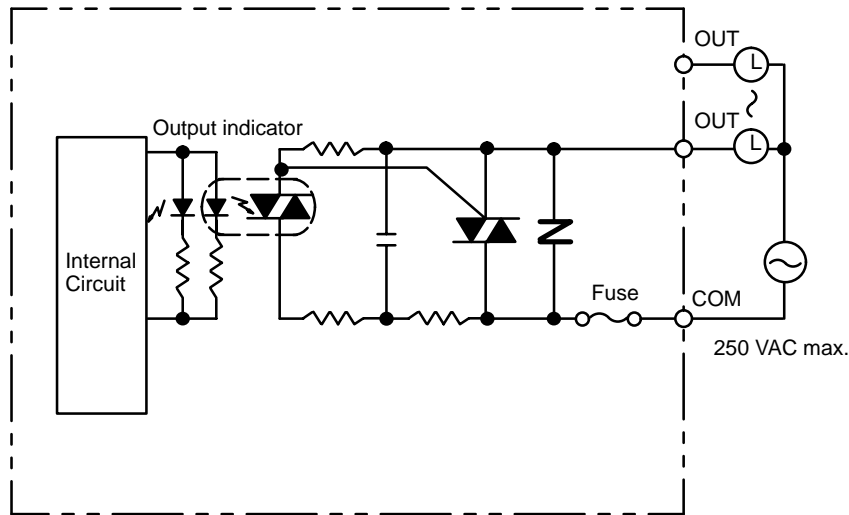 OUT
L
Output indicator
OUT
L
Internal
Circuit
Fuse
COM
250 VAC max.